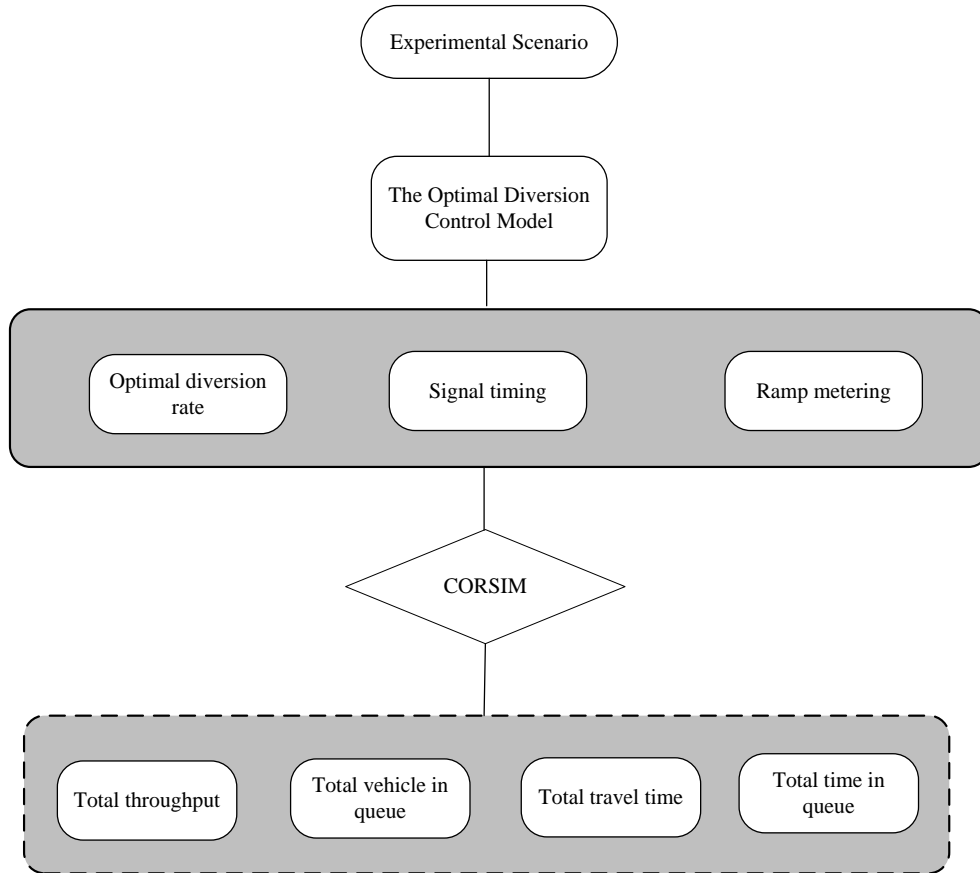 Experimental Scenario
The Optimal Diversion
Control Model
Optimal diversion
rate
Signal timing
Ramp metering
CORSIM
Total throughput
Total vehicle in
queue
Total travel time
Total time in
queue